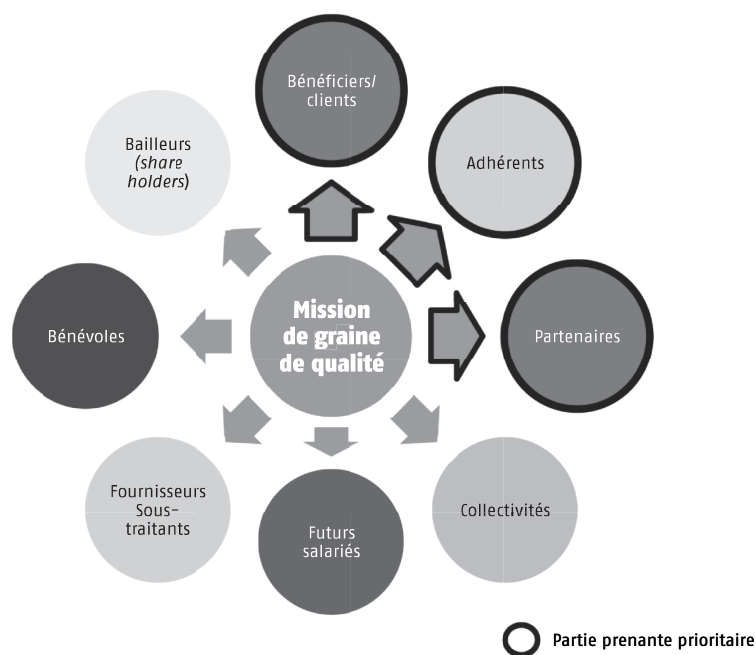 Bénéficiers/
clients
Bailleurs
(share
holders)
Adhérents
Mission
de graine
de qualité
Bénévoles
Partenaires
Fournisseurs
Sous-
traitants
Futurs
salariés
Collectivités
Partie prenante prioritaire